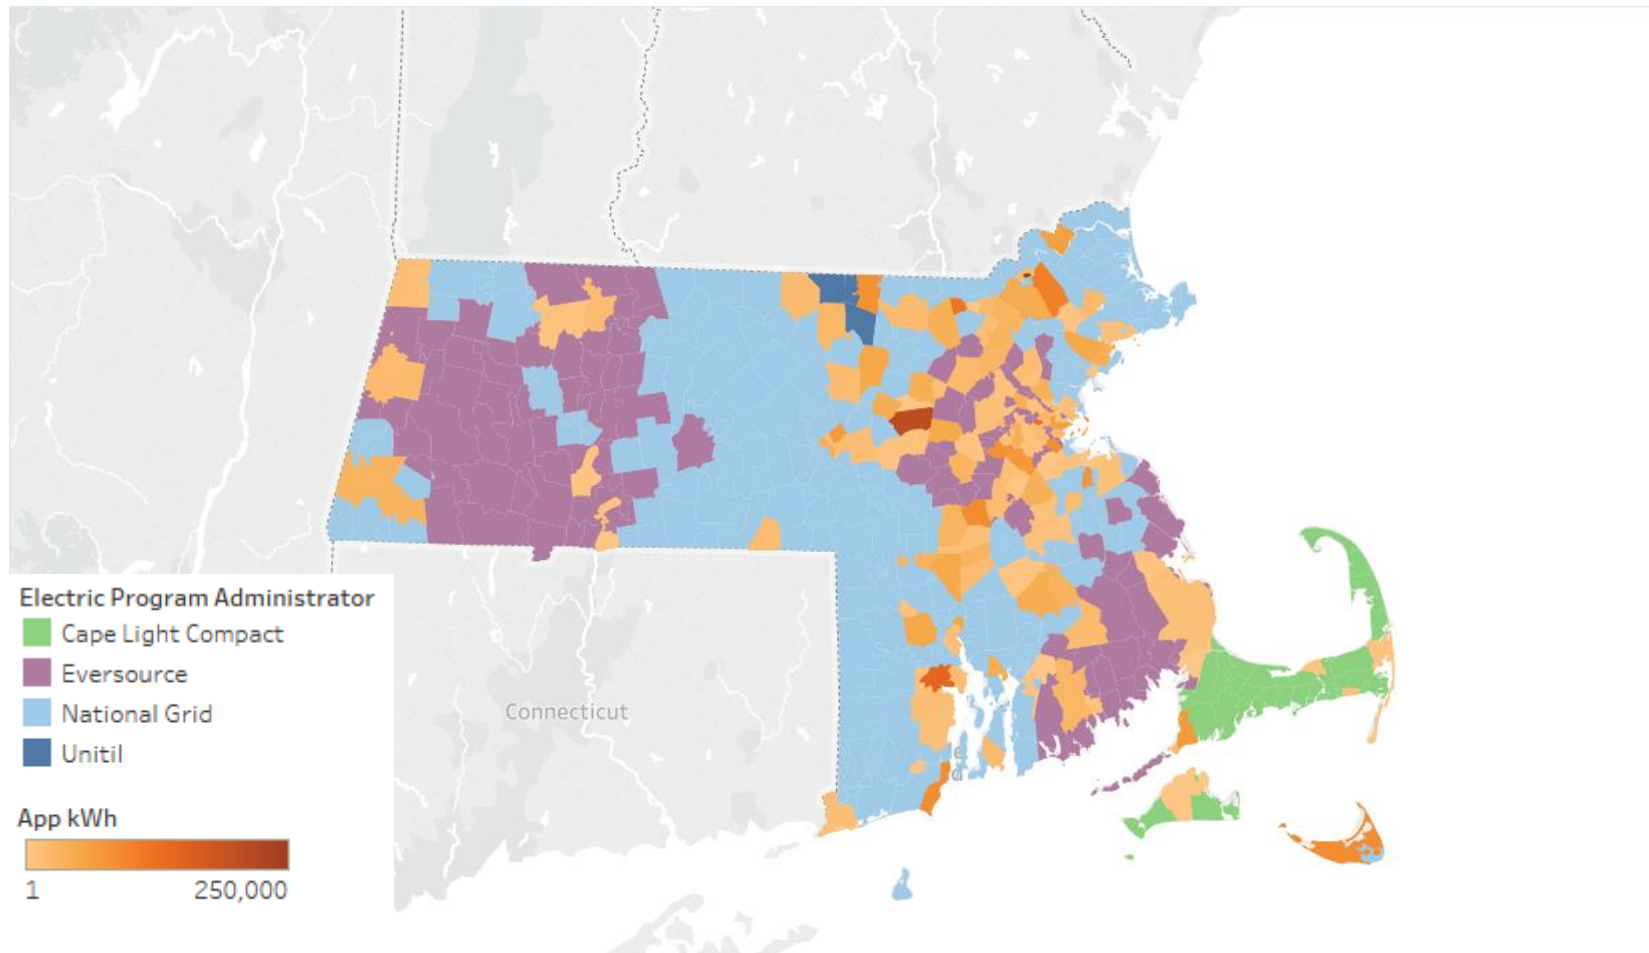 Connecticut
Electric Program Administrator
Cape Light Compact
Eversource
National Grid
Unitil
App kWh
1 250,000